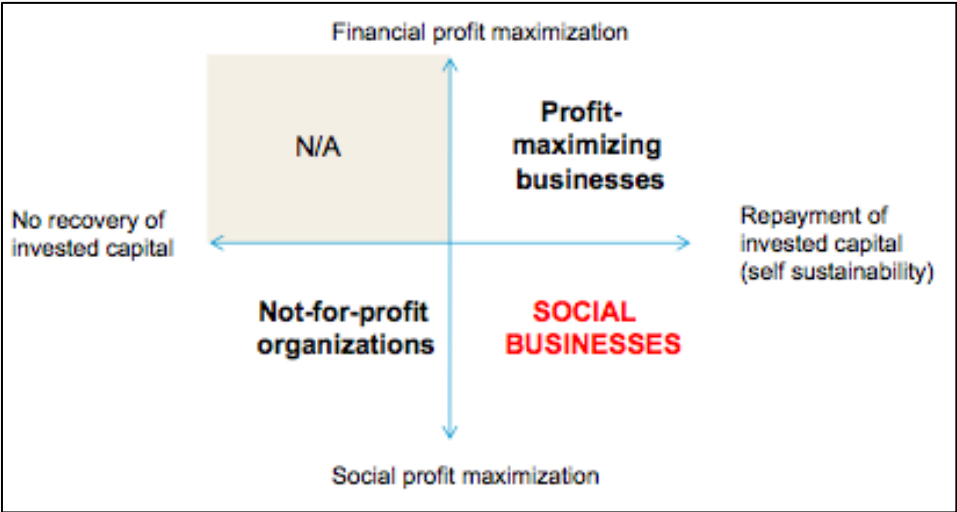 Financial profit maximization
N/A
Profit-
maximizing
businesses
No recovery of
invested capital
Repayment of
invested capital
(self sustainability)
Not-for-profit
organizations
SOCIAL
BUSINESSES
Social profit maximization